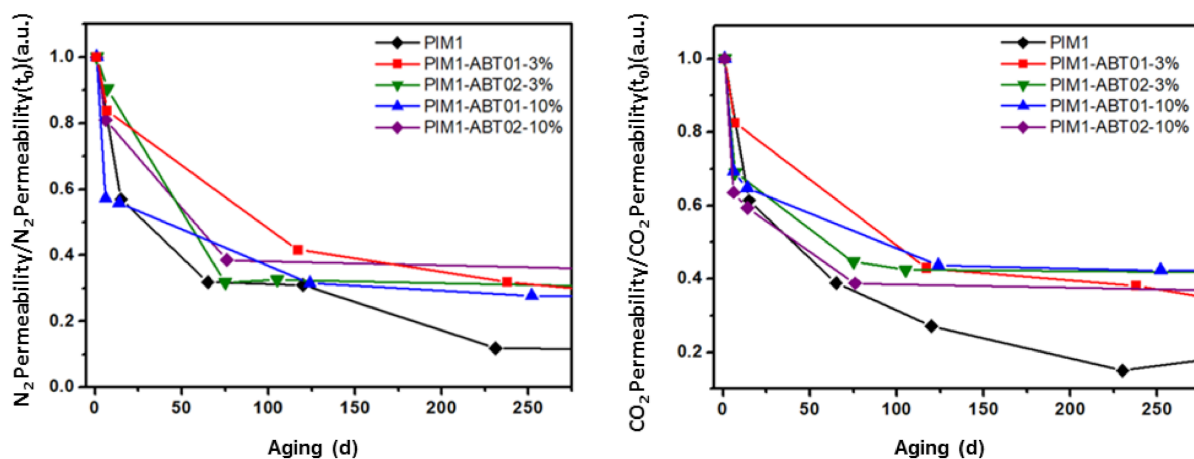 N₂ Permeability/N₂ Permeability(t₀)(a.u.)
1.0
0.8
0.6
0.4
0.2
0.0
PIM1
PIM1-ABT01-3%
PIM1-ABT02-3%
PIM1-ABT01-10%
PIM1-ABT02-10%
0 50 100 150 200 250
Aging (d)
CO₂ Permeability/CO₂ Permeability(t₀)(a.u.)
1.0
0.8
0.6
0.4
0.2
PIM1
PIM1-ABT01-3%
PIM1-ABT02-3%
PIM1-ABT01-10%
PIM1-ABT02-10%
0 50 100 150 200 250
Aging (d)